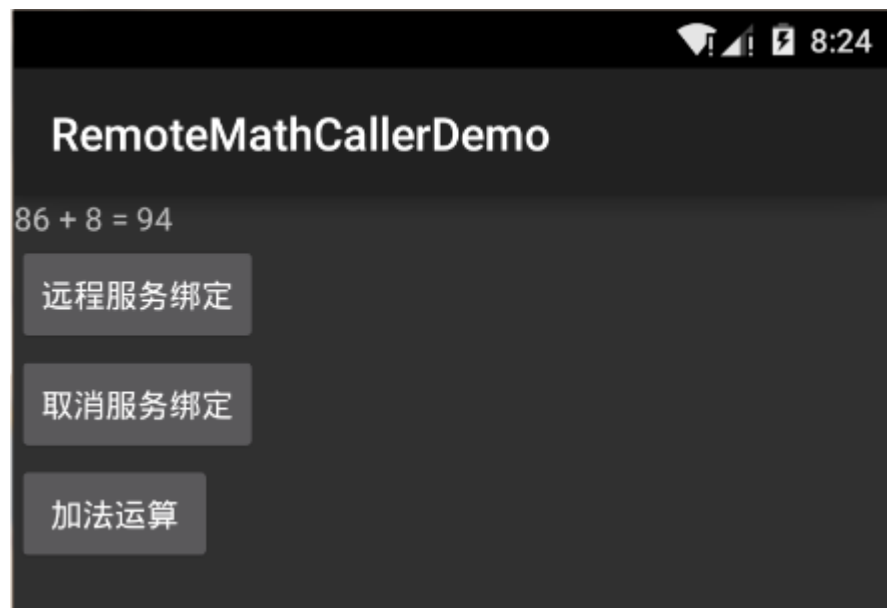 8:24
RemoteMathCallerDemo
86 + 8 = 94
远程服务绑定
取消服务绑定
加法运算